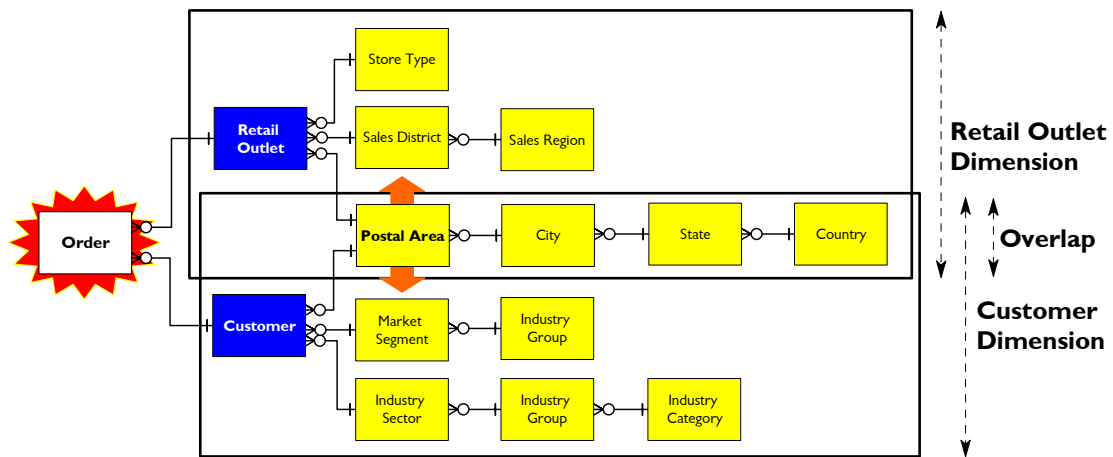 Store Type
Retail
Outlet
Sales District
Sales Region
Retail Outlet
Dimension
Order
Postal Area
City
State
Country
Overlap
Customer
Market
Segment
Industry
Group
Customer
Dimension
Industry
Sector
Industry
Group
Industry
Category